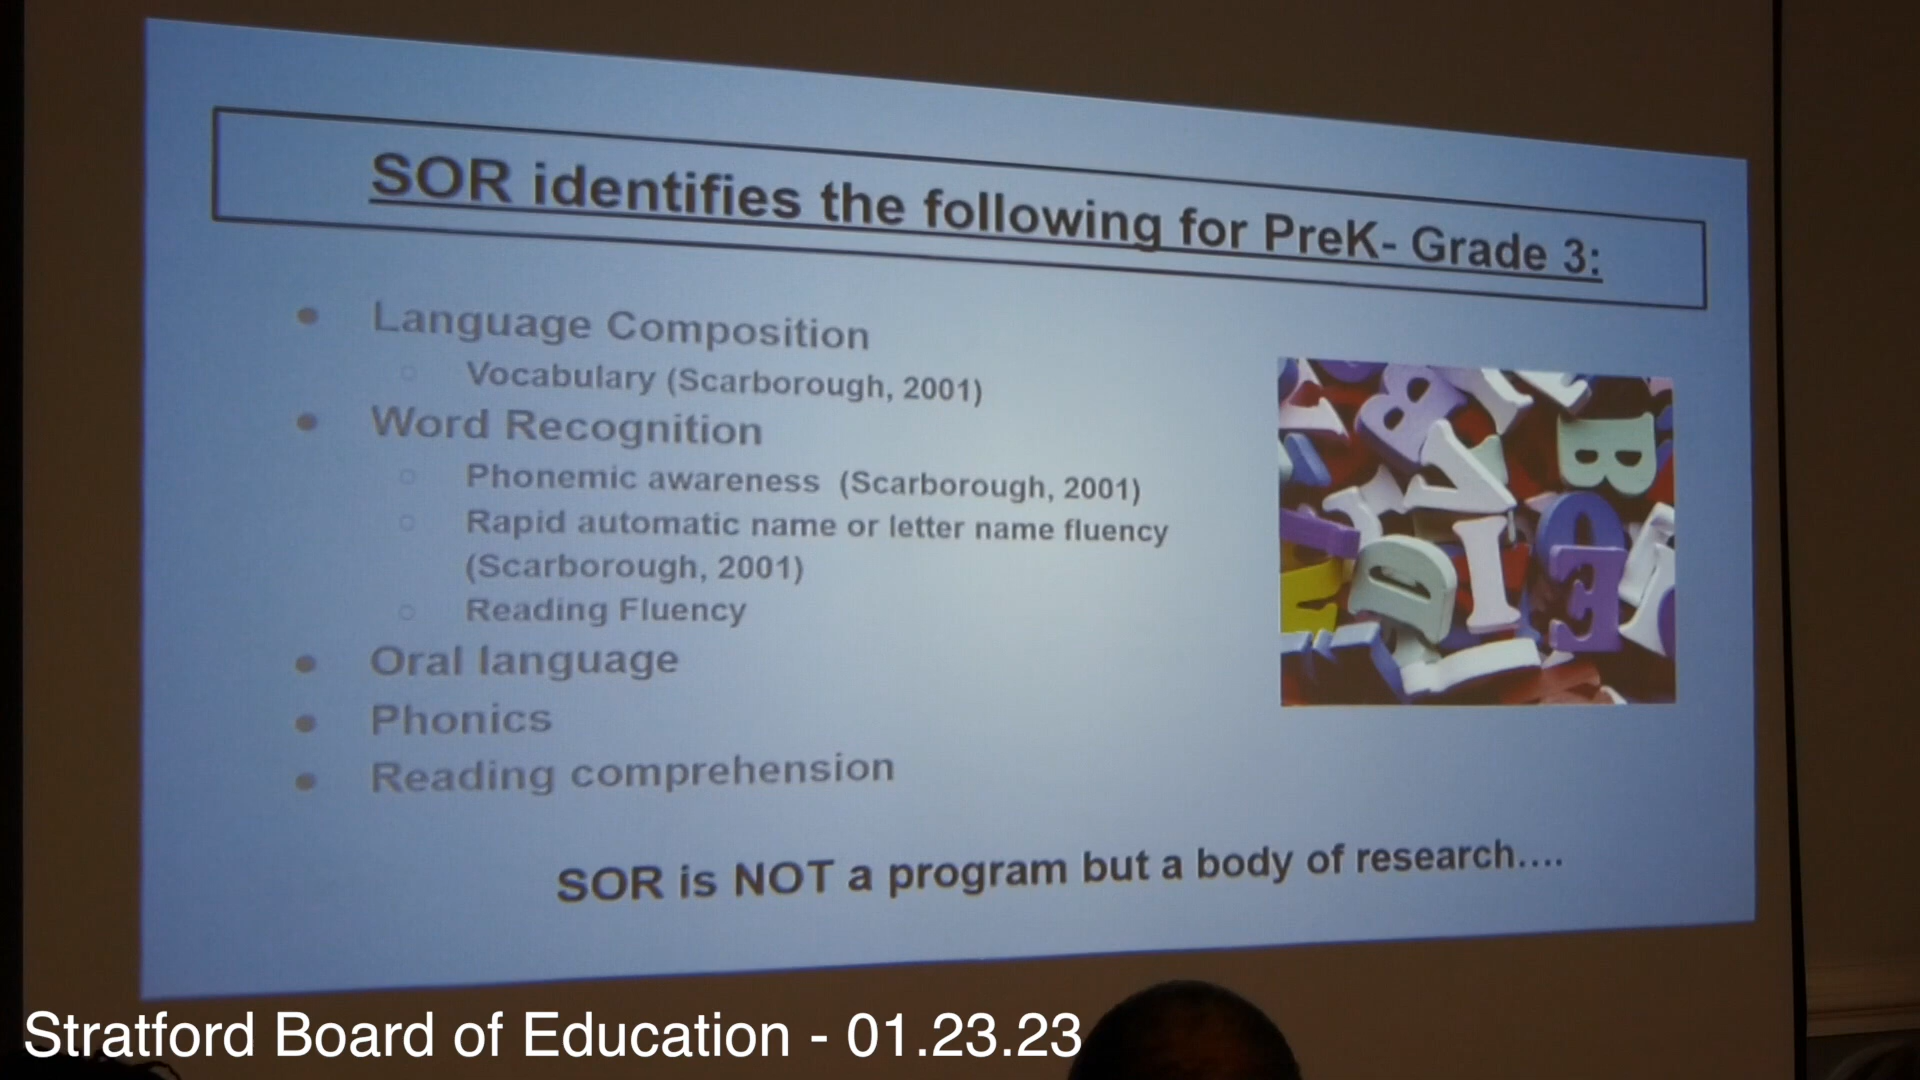 SOR identifies the following for PreK- Grade 3:
● Language Composition
○ Vocabulary (Scarborough, 2001)
● Word Recognition
○ Phonemic awareness (Scarborough, 2001)
○ Rapid automatic name or letter name fluency
(Scarborough, 2001)
○ Reading Fluency
● Oral language
● Phonics
● Reading comprehension
SOR is NOT a program but a body of research....
Stratford Board of Education - 01.23.23